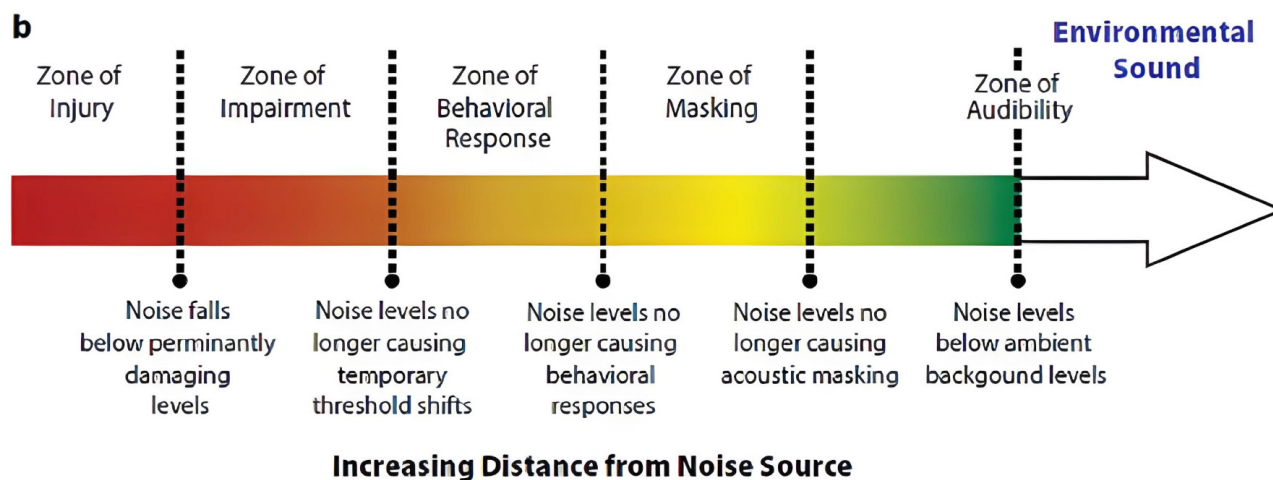 b
Environmental
Sound
Zone of
Injury
Zone of
Impairment
Zone of
Behavioral
Response
Zone of
Masking
Zone of
Audibility
Noise falls
below perminantly
damaging
levels
Noise levels no
longer causing
temporary
threshold shifts
Noise levels no
longer causing
behavioral
responses
Noise levels no
longer causing
acoustic masking
Noise levels
below ambient
backgound levels
Increasing Distance from Noise Source